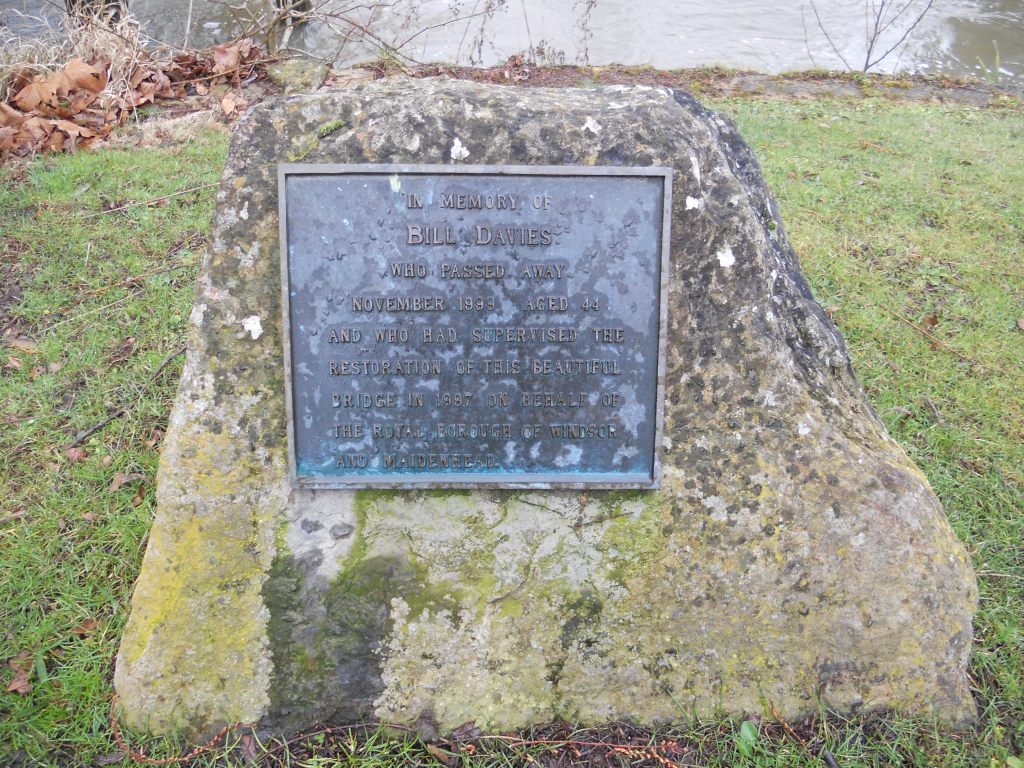 IN MEMORY OF
BILL DAVIES
WHO PASSED AWAY
NOVEMBER 1999 AGED 44
AND WHO HAD SUPERVISED THE
RESTORATION OF THIS BEAUTIFUL
BRIDGE IN 1997 ON BEHALF OF
THE ROYAL BOROUGH OF WINDSOR
AND MAIDENHEAD.